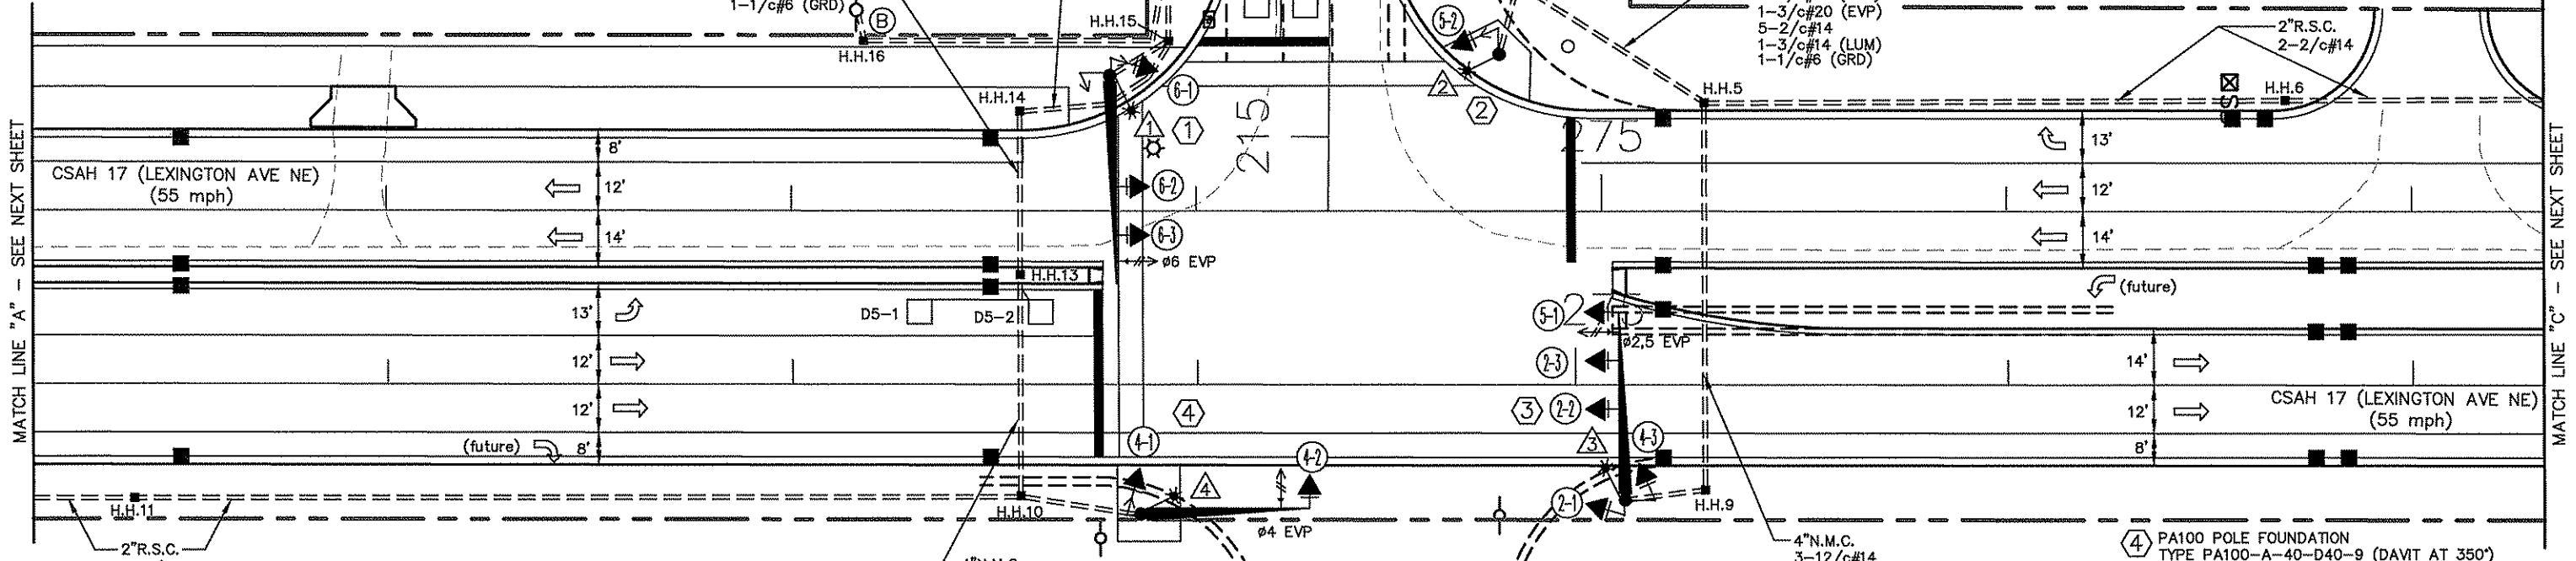 1-1/c#6 (GRD)
B
H.H.15
H.H.16
5-2
1-3/c#20 (EVP)
5-2/c#14
1-3/c#14 (LUM)
1-1/c#6 (GRD)
2"R.S.C.
2-2/c#14
H.H.14
6-1
1
1
2
2
H.H.5
S
H.H.6
215
275
MATCH LINE "A" - SEE NEXT SHEET
CSAH 17 (LEXINGTON AVE NE)
(55 mph)
8'
12'
14'
6-2
6-3
ø6 EVP
13'
12'
14'
MATCH LINE "C" - SEE NEXT SHEET
H.H.13
D5-1
D5-2
13'
12'
12'
8'
(future)
5-1
ø2,5 EVP
2-3
3
2-2
(future)
14'
12'
8'
CSAH 17 (LEXINGTON AVE NE)
(55 mph)
4
4-1
4-2
3
4-3
4
2-1
H.H.11
H.H.10
H.H.9
2"R.S.C.
ø4 EVP
4"N.M.C.
3-12/c#14
4
PA100 POLE FOUNDATION
TYPE PA100-A-40-D40-9 (DAVIT AT 350°)